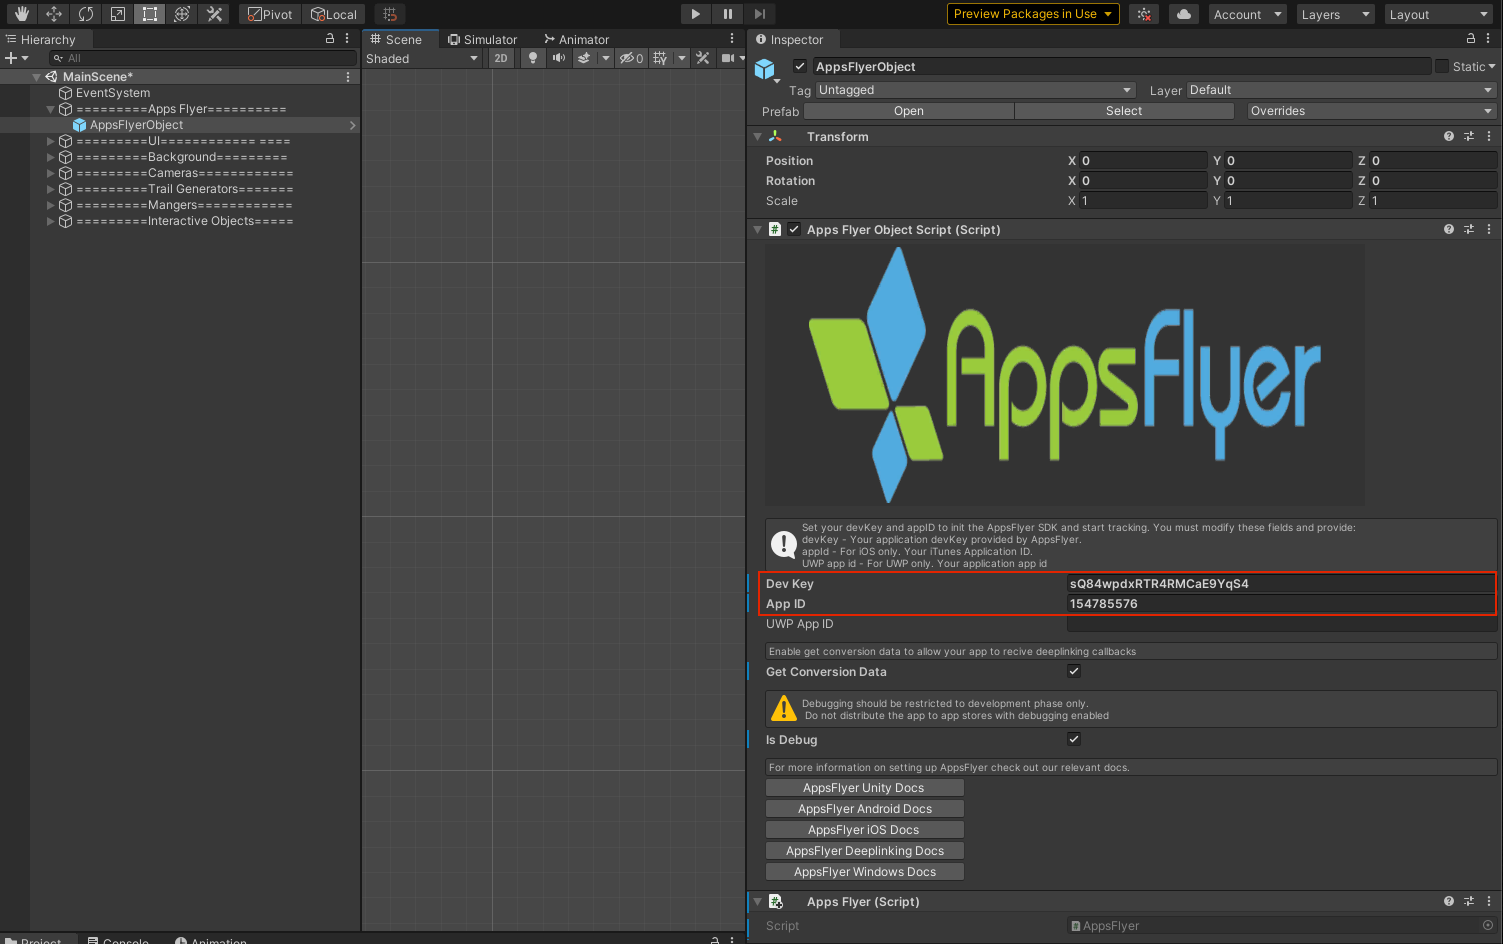 Pivot Local
Preview Packages in Use Account Layers Layout
Hierarchy
All
MainScene*
EventSystem
=========Apps Flyer==========
AppsFlyerObject
=========UI============ ====
=========Background=========
=========Cameras============
=========Trail Generators=======
=========Mangers============
=========Interactive Objects=====
Scene Simulator Animator
Shaded 2D 0
Inspector
AppsFlyerObject Static
Tag Untagged Layer Default
Prefab Open Select Overrides
Transform
Position X 0 Y 0 Z 0
Rotation X 0 Y 0 Z 0
Scale X 1 Y 1 Z 1
# Apps Flyer Object Script (Script)
AppsFlyer
Set your devKey and appID to init the AppsFlyer SDK and start tracking. You must modify these fields and provide:
devKey - Your application devKey provided by AppsFlyer.
appId - For iOS only. Your iTunes Application ID.
UWP app id - For UWP only. Your application app id
Dev Key sQ84wpdxRTR4RMCaE9YqS4
App ID 154785576
UWP App ID
Enable get conversion data to allow your app to recive deeplinking callbacks
Get Conversion Data
Debugging should be restricted to development phase only.
Do not distribute the app to app stores with debugging enabled
Is Debug
For more information on setting up AppsFlyer check out our relevant docs.
AppsFlyer Unity Docs
AppsFlyer Android Docs
AppsFlyer iOS Docs
AppsFlyer Deeplinking Docs
AppsFlyer Windows Docs
# Apps Flyer (Script)
Script # AppsFlyer
Project Console Animation